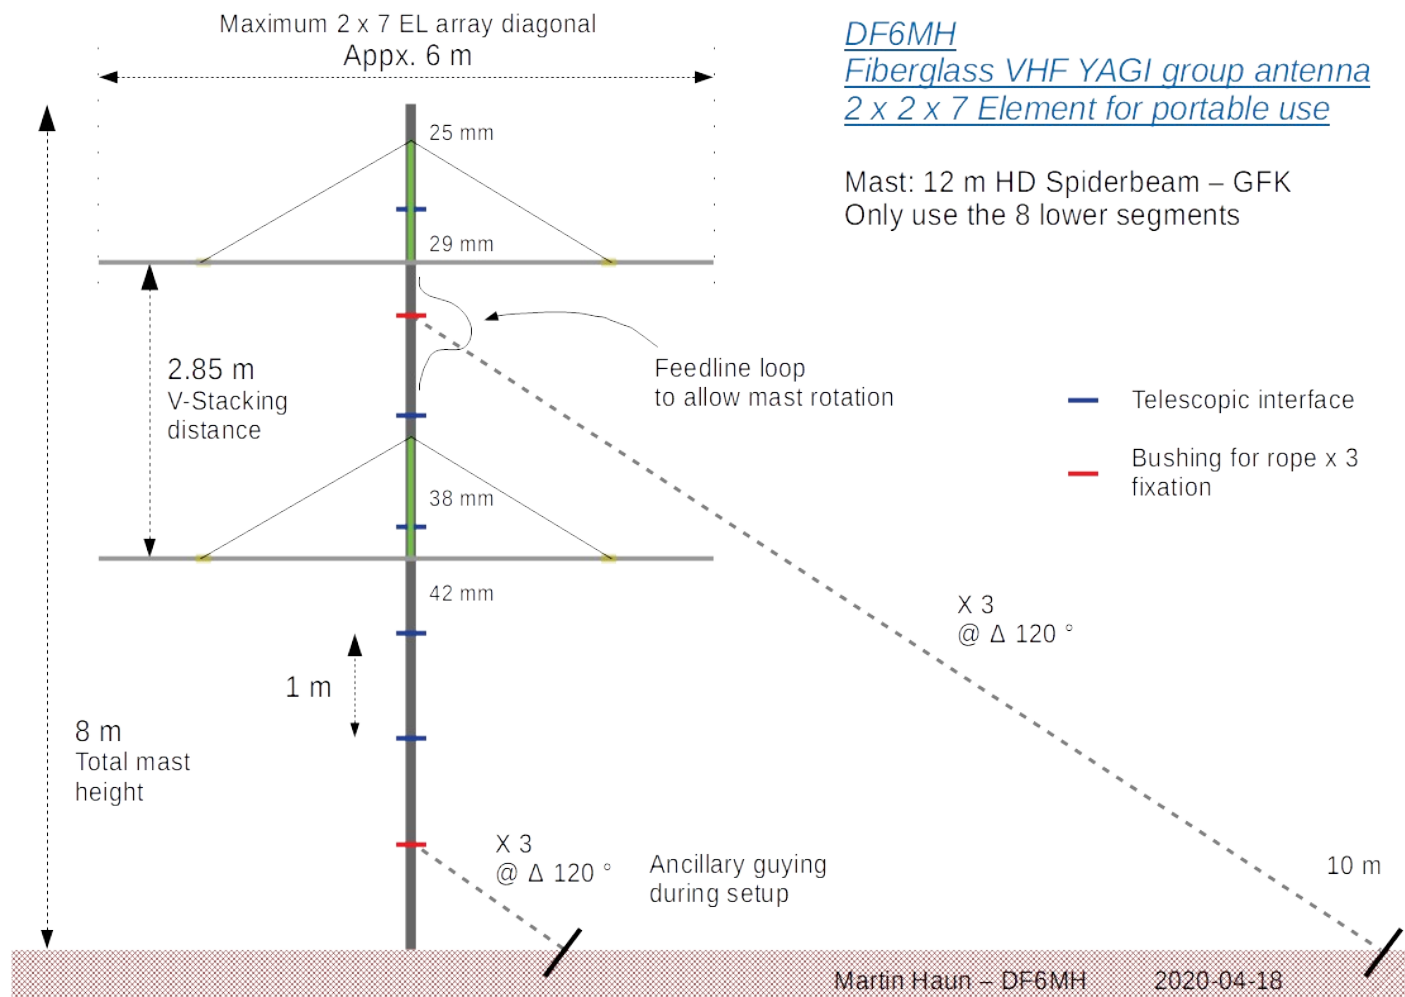 Maximum 2 x 7 EL array diagonal
Appx. 6 m
DF6MH
Fiberglass VHF YAGI group antenna
2 x 2 x 7 Element for portable use
Mast: 12 m HD Spiderbeam – GFK
Only use the 8 lower segments
25 mm
29 mm
2.85 m
V-Stacking
distance
Feedline loop
to allow mast rotation
Telescopic interface
Bushing for rope x 3
fixation
38 mm
42 mm
X 3
@ Δ 120 °
1 m
8 m
Total mast
height
X 3
@ Δ 120 °
Ancillary guying
during setup
10 m
Martin Haun – DF6MH
2020-04-18